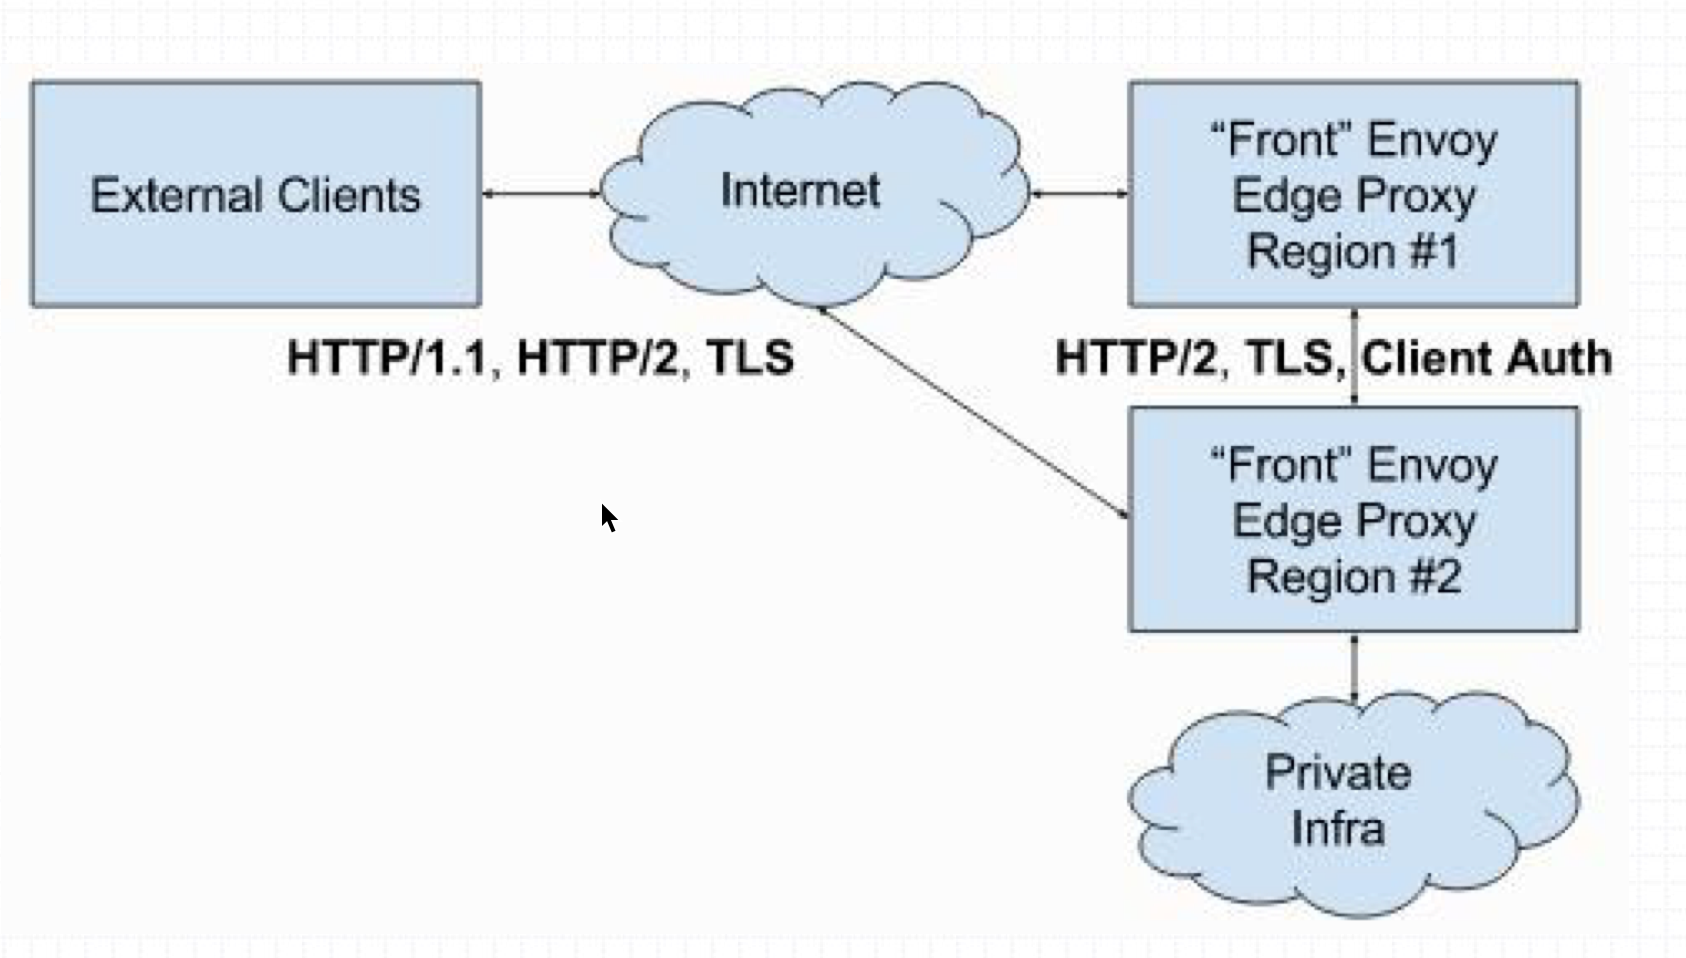 External Clients
Internet
“Front” Envoy
Edge Proxy
Region #1
HTTP/1.1, HTTP/2, TLS
HTTP/2, TLS, Client Auth
“Front” Envoy
Edge Proxy
Region #2
Private
Infra